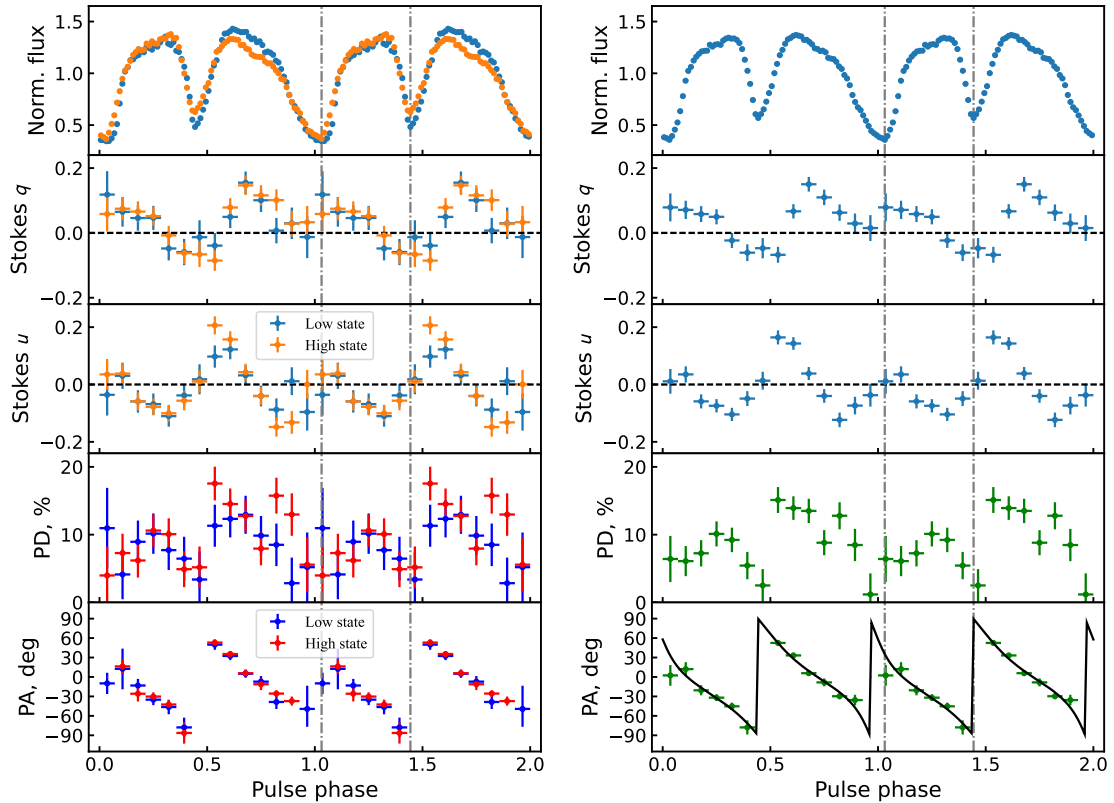 Norm. flux
1.5
1.0
0.5
Stokes q
0.2
0.0
−0.2
Stokes u
0.2
0.0
−0.2
Low state
High state
PD, %
20
10
0
PA, deg
90
60
30
0
−30
−60
−90
Low state
High state
0.0 0.5 1.0 1.5 2.0
Pulse phase
Norm. flux
1.5
1.0
0.5
Stokes q
0.2
0.0
−0.2
Stokes u
0.2
0.0
−0.2
PD, %
20
10
0
PA, deg
90
60
30
0
−30
−60
−90
0.0 0.5 1.0 1.5 2.0
Pulse phase